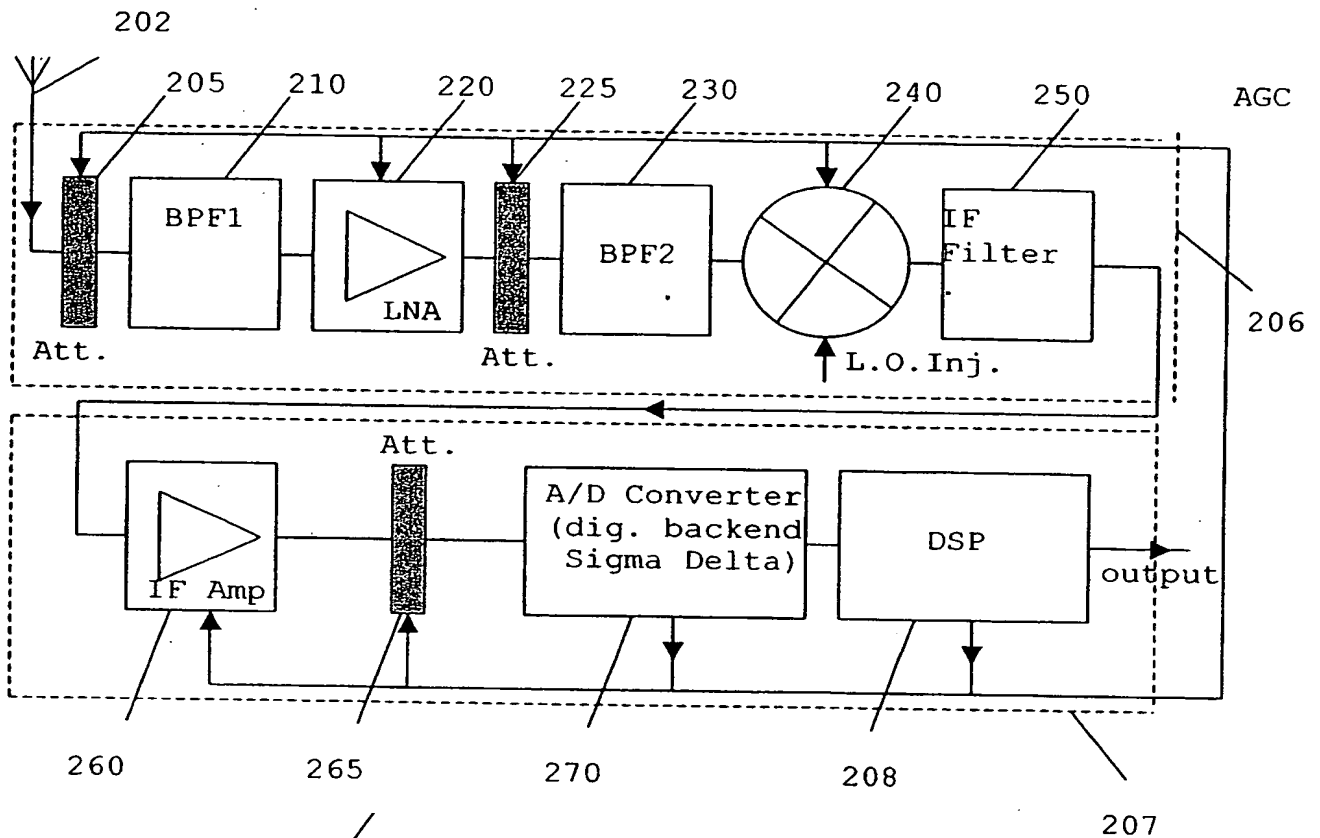 202
205 210 220 225 230 240 250 AGC
BPF1
LNA
BPF2
IF
Filter
Att.
Att.
L.O.Inj.
206
Att.
IF Amp
A/D Converter
(dig. backend
Sigma Delta)
DSP
output
260 265 270 208
207